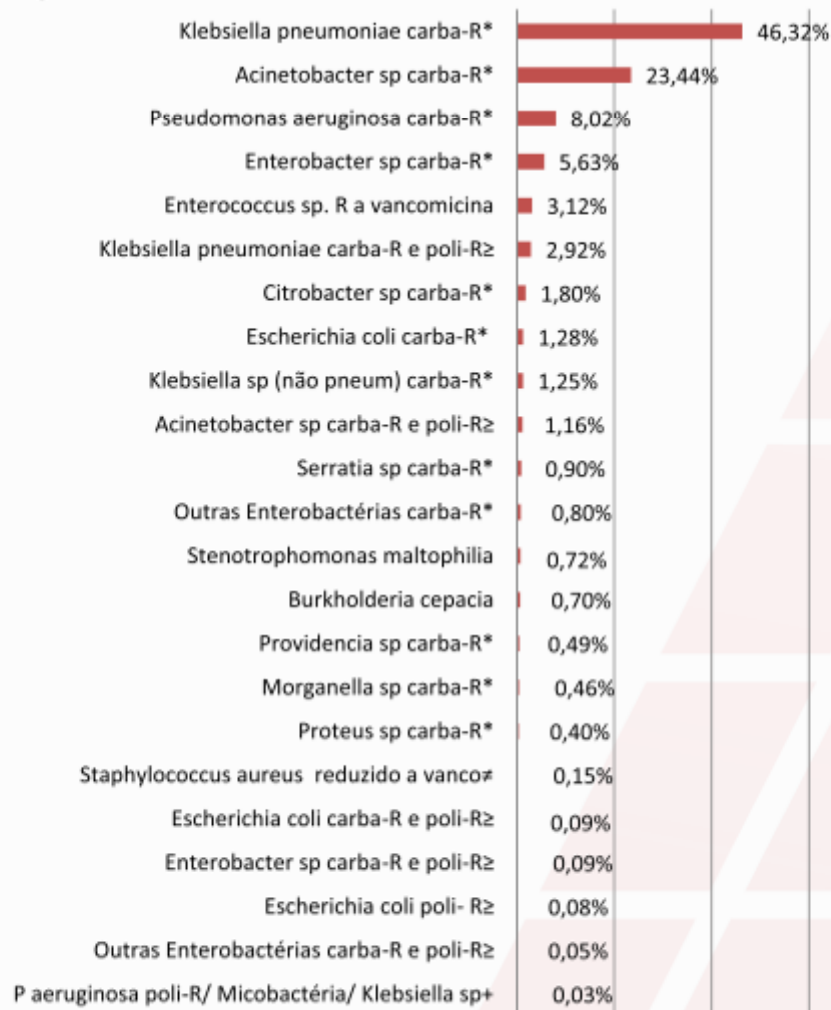 Klebsiella pneumoniae carba-R* 46,32%
Acinetobacter sp carba-R* 23,44%
Pseudomonas aeruginosa carba-R* 8,02%
Enterobacter sp carba-R* 5,63%
Enterococcus sp. R a vancomicina 3,12%
Klebsiella pneumoniae carba-R e poli-R≥ 2,92%
Citrobacter sp carba-R* 1,80%
Escherichia coli carba-R* 1,28%
Klebsiella sp (não pneum) carba-R* 1,25%
Acinetobacter sp carba-R e poli-R≥ 1,16%
Serratia sp carba-R* 0,90%
Outras Enterobactérias carba-R* 0,80%
Stenotrophomonas maltophilia 0,72%
Burkholderia cepacia 0,70%
Providencia sp carba-R* 0,49%
Morganella sp carba-R* 0,46%
Proteus sp carba-R* 0,40%
Staphylococcus aureus reduzido a vanco≠ 0,15%
Escherichia coli carba-R e poli-R≥ 0,09%
Enterobacter sp carba-R e poli-R≥ 0,09%
Escherichia coli poli- R≥ 0,08%
Outras Enterobactérias carba-R e poli-R≥ 0,05%
P aeruginosa poli-R/ Micobactéria/ Klebsiella sp+ 0,03%